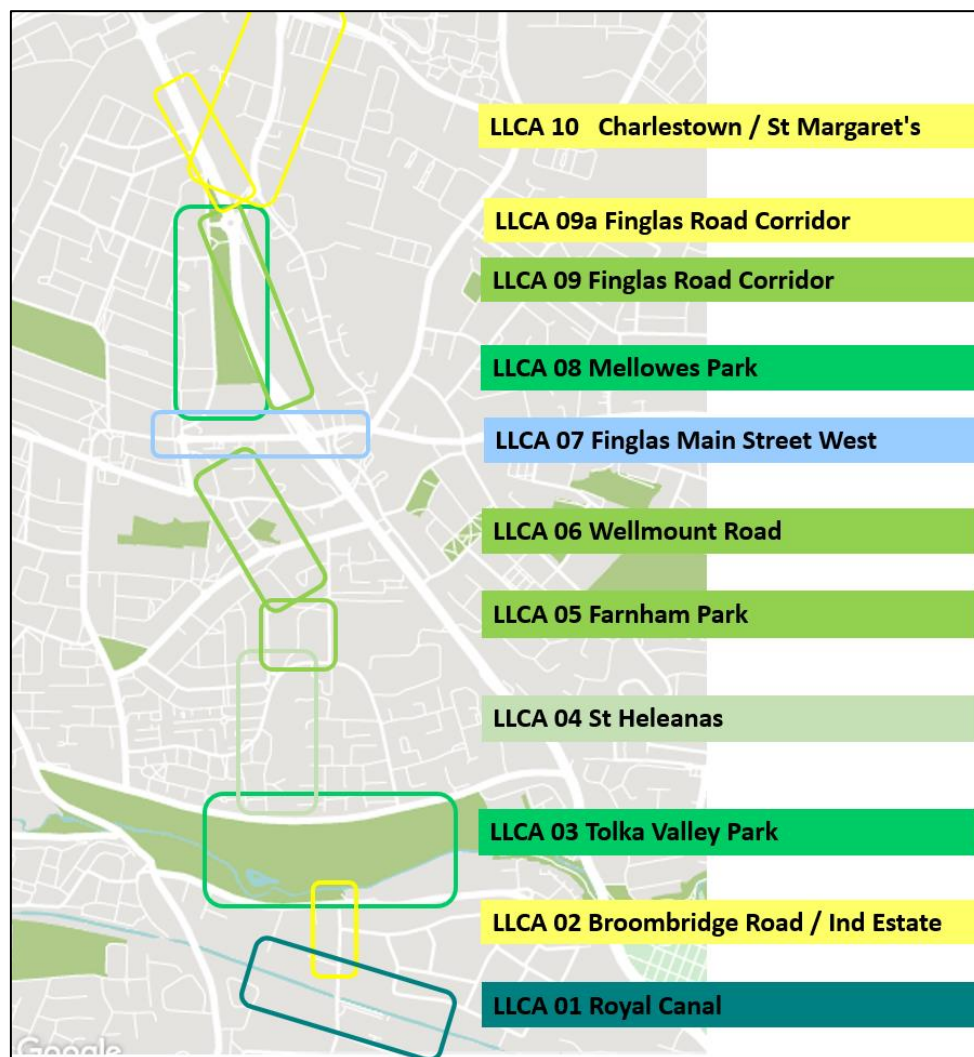 LLCA 10 Charlestown / St Margaret's
LLCA 09a Finglas Road Corridor
LLCA 09 Finglas Road Corridor
LLCA 08 Mellowes Park
LLCA 07 Finglas Main Street West
LLCA 06 Wellmount Road
LLCA 05 Farnham Park
LLCA 04 St Heleanas
LLCA 03 Tolka Valley Park
LLCA 02 Broombridge Road / Ind Estate
LLCA 01 Royal Canal
Google